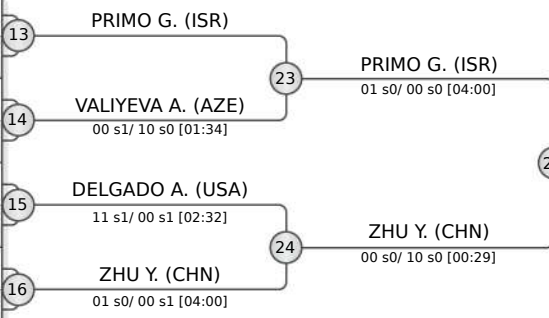 PRIMO G. (ISR)
13
23
PRIMO G. (ISR)
01 s0/ 00 s0 [04:00]
VALIYEVA A. (AZE)
14
00 s1/ 10 s0 [01:34]
DELGADO A. (USA)
15
11 s1/ 00 s1 [02:32]
24
ZHU Y. (CHN)
00 s0/ 10 s0 [00:29]
ZHU Y. (CHN)
16
01 s0/ 00 s1 [04:00]